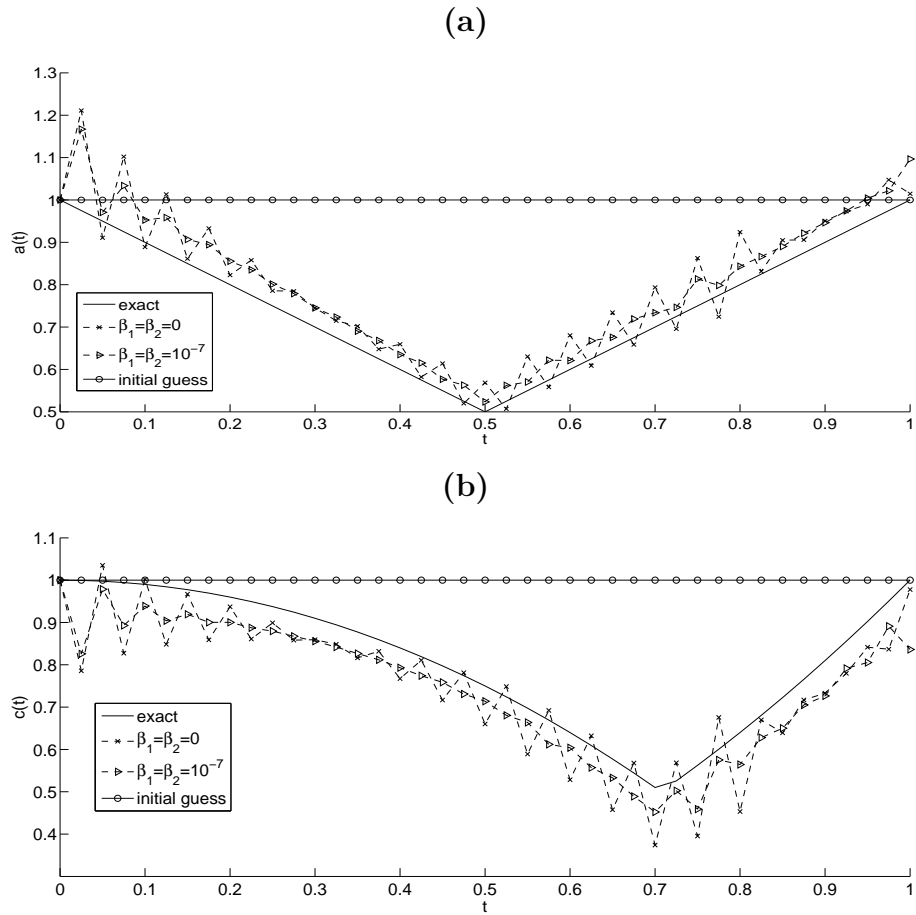 (a)
1.3
1.2
1.1
1
0.9
0.8
0.7
0.6
0.5
a(t)
exact
β₁=β₂=0
β₁=β₂=10⁻⁷
initial guess
0 0.1 0.2 0.3 0.4 0.5 0.6 0.7 0.8 0.9 1
t
(b)
1.1
1
0.9
0.8
0.7
0.6
0.5
0.4
c(t)
exact
β₁=β₂=0
β₁=β₂=10⁻⁷
initial guess
0 0.1 0.2 0.3 0.4 0.5 0.6 0.7 0.8 0.9 1
t